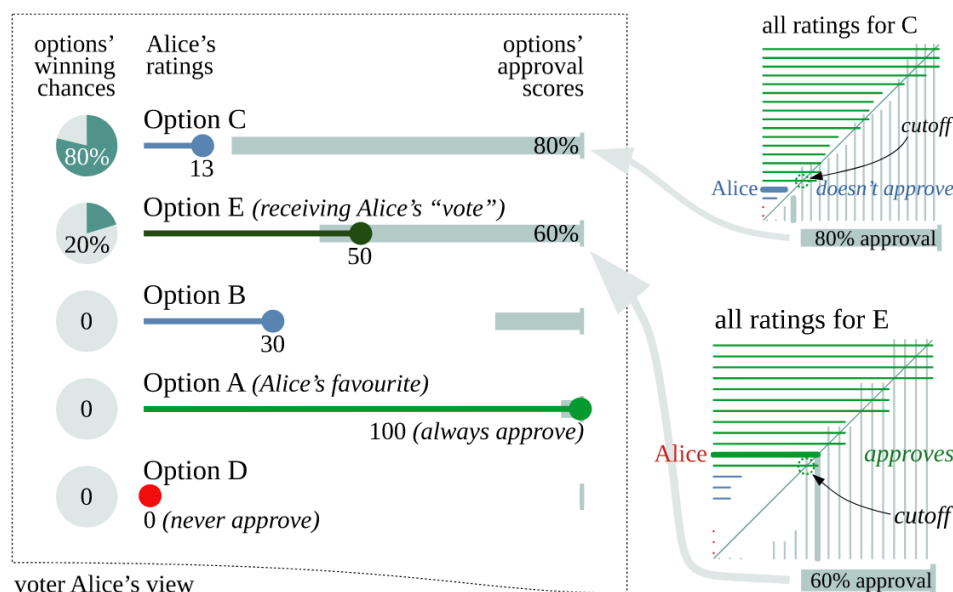 options’ winning chances
Alice’s ratings
options’ approval scores
Option C
80%
13
80%
Option E (receiving Alice’s “vote”)
20%
50
60%
Option B
0
30
Option A (Alice’s favourite)
0
100 (always approve)
Option D
0
0 (never approve)
voter Alice’s view
all ratings for C
cutoff
Alice
doesn’t approve
80% approval
all ratings for E
Alice
approves
cutoff
60% approval